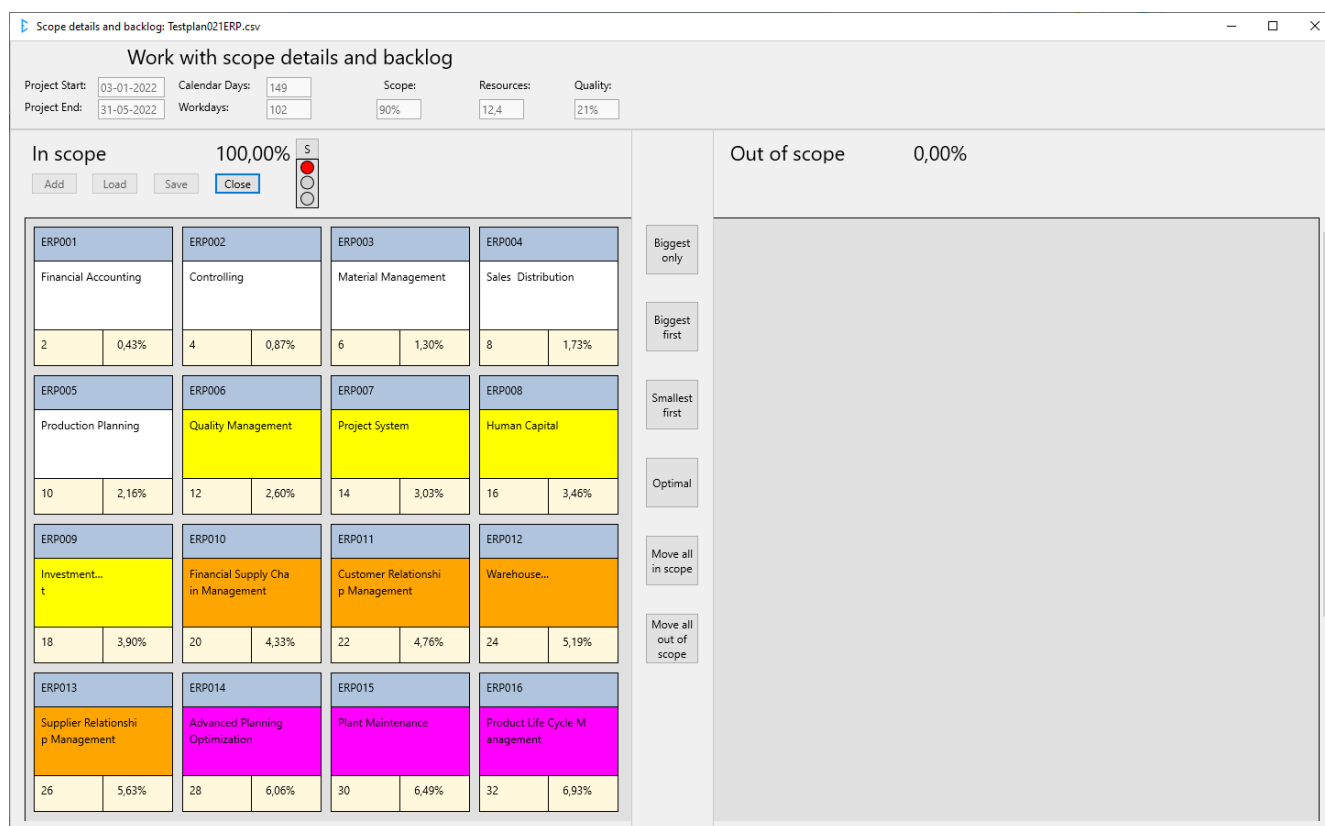 Scope details and backlog: Testplan021ERP.csv
Work with scope details and backlog
Project Start: 03-01-2022 Calendar Days: 149 Scope: Resources: Quality:
Project End: 31-05-2022 Workdays: 102 90% 12,4 21%
In scope 100,00% S
Out of scope 0,00%
Add Load Save Close
ERP001 ERP002 ERP003 ERP004
Financial Accounting Controlling Material Management Sales Distribution
2 0,43% 4 0,87% 6 1,30% 8 1,73%
ERP005 ERP006 ERP007 ERP008
Production Planning Quality Management Project System Human Capital
10 2,16% 12 2,60% 14 3,03% 16 3,46%
ERP009 ERP010 ERP011 ERP012
Investment... Financial Supply Cha Customer Relationshi Warehouse...
t in Management p Management
18 3,90% 20 4,33% 22 4,76% 24 5,19%
ERP013 ERP014 ERP015 ERP016
Supplier Relationshi Advanced Planning Plant Maintenance Product Life Cycle M
p Management Optimization anagement
26 5,63% 28 6,06% 30 6,49% 32 6,93%
Biggest
only
Biggest
first
Smallest
first
Optimal
Move all
in scope
Move all
out of
scope